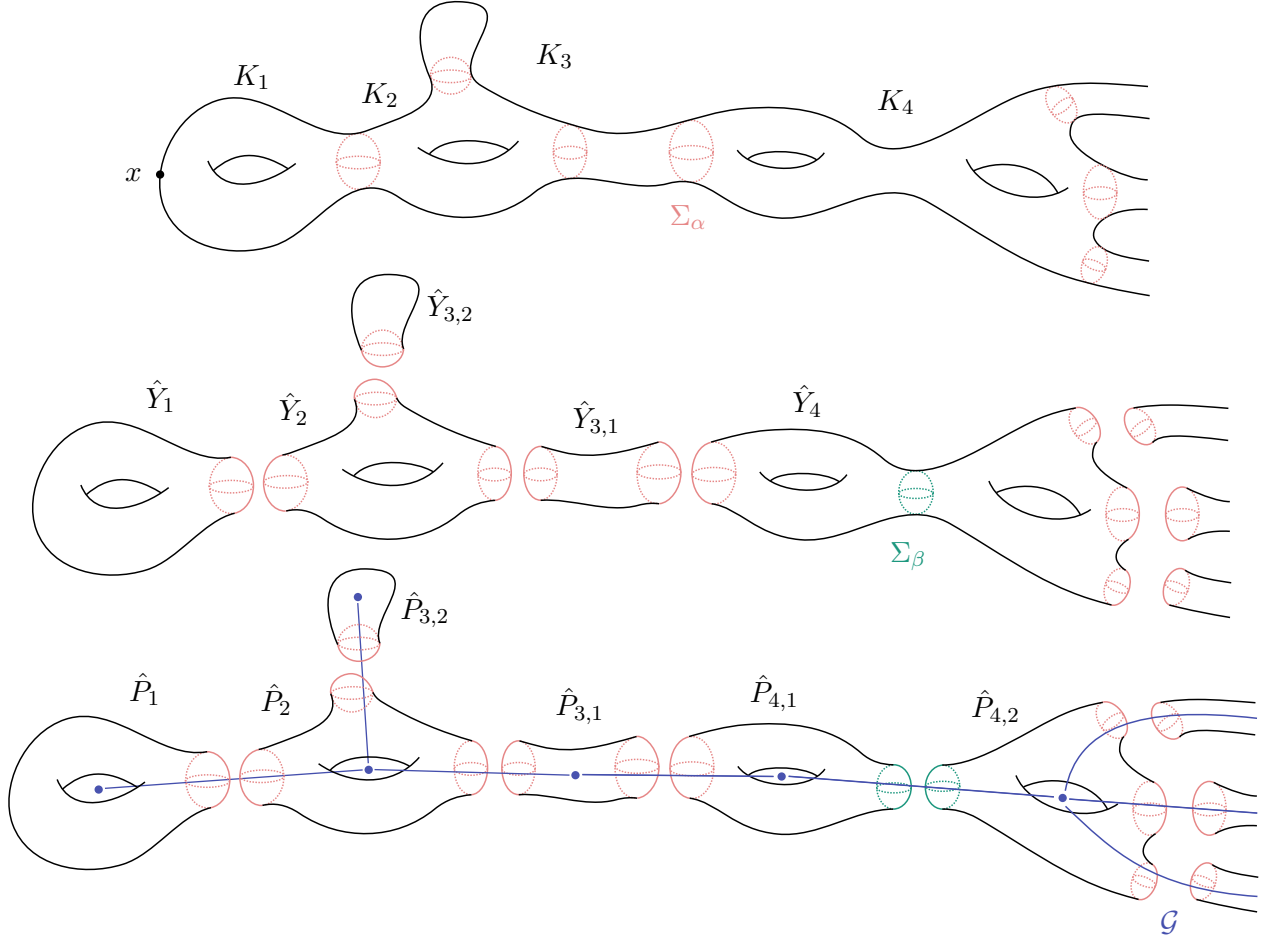 K_1 K_2 K_3 K_4
x
Σ_α
Ŷ_{3,2}
Ŷ_1 Ŷ_2 Ŷ_{3,1} Ŷ_4
Σ_β
P̂_{3,2}
P̂_1 P̂_2 P̂_{3,1} P̂_{4,1} P̂_{4,2}
𝒢